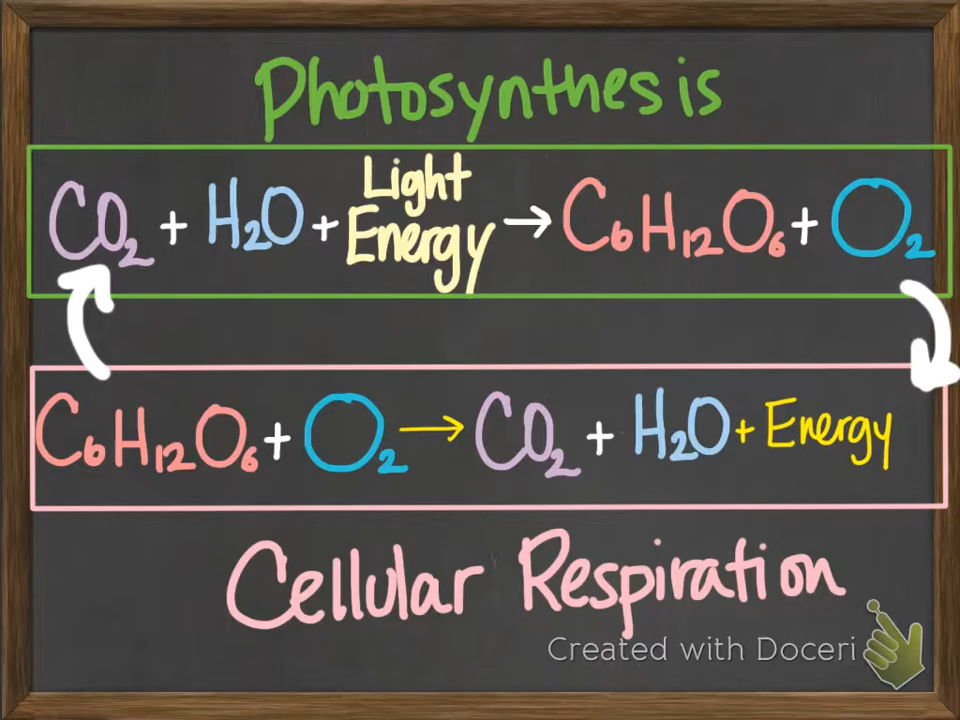 Photosynthesis
CO₂ + H₂O + Light Energy → C₆H₁₂O₆ + O₂
C₆H₁₂O₆ + O₂ → CO₂ + H₂O + Energy
Cellular Respiration
Created with Doceri